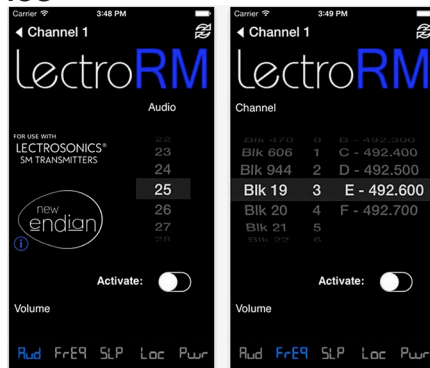 Carrier 3:48 PM
Channel 1
LectroRM
Audio
FOR USE WITH
LECTROSONICS®
SM TRANSMITTERS
new
endian
22
23
24
25
26
27
28
Activate:
Volume
Aud FrEq SLP Loc Pwr
Carrier 3:49 PM
Channel 1
LectroRM
Channel
Blk 470 0 B - 492.300
Blk 606 1 C - 492.400
Blk 944 2 D - 492.500
Blk 19 3 E - 492.600
Blk 20 4 F - 492.700
Blk 21 5
Blk 22 6
Activate:
Volume
Aud FrEq SLP Loc Pwr